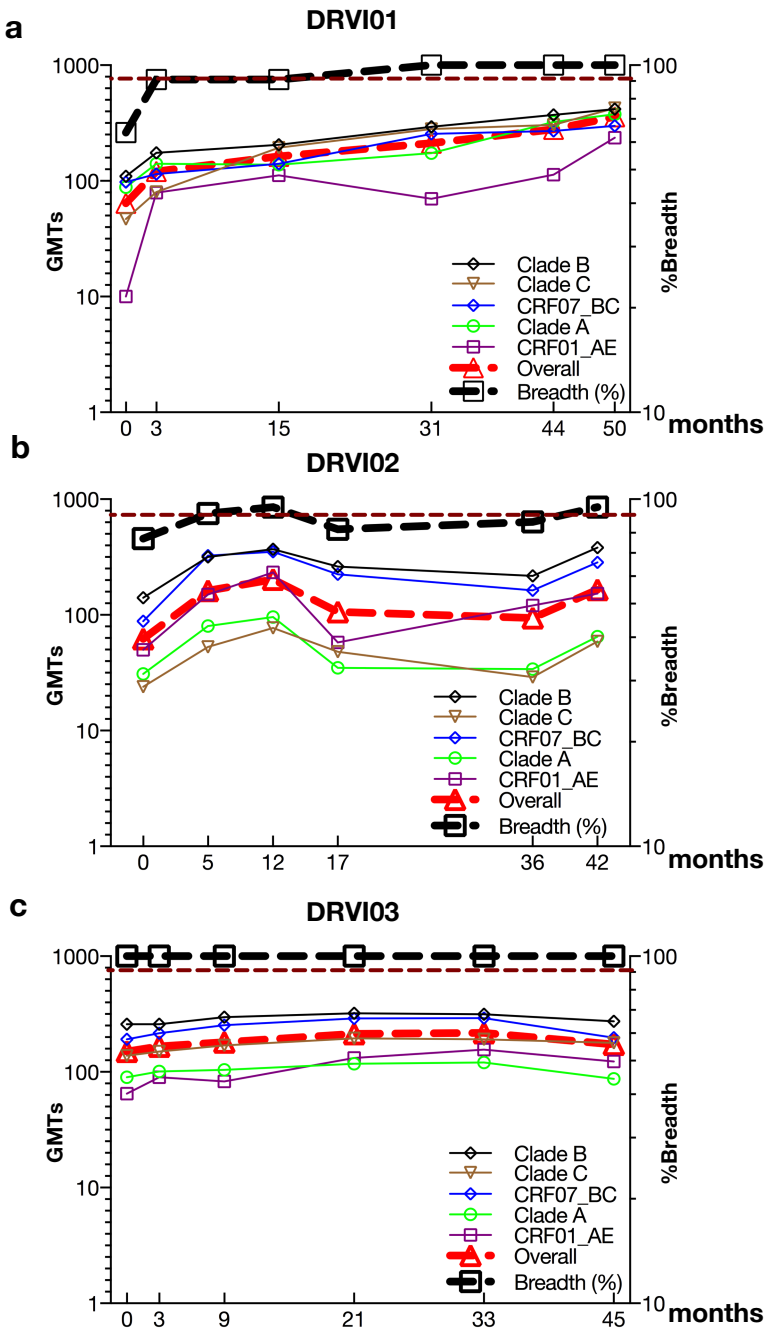 a
DRVI01
1000
100
10
1
GMTs
100
10
%Breadth
Clade B
Clade C
CRF07_BC
Clade A
CRF01_AE
Overall
Breadth (%)
0 3 15 31 44 50 months
b
DRVI02
1000
100
10
1
GMTs
100
10
%Breadth
Clade B
Clade C
CRF07_BC
Clade A
CRF01_AE
Overall
Breadth (%)
0 5 12 17 36 42 months
c
DRVI03
1000
100
10
1
GMTs
100
10
%Breadth
Clade B
Clade C
CRF07_BC
Clade A
CRF01_AE
Overall
Breadth (%)
0 3 9 21 33 45 months